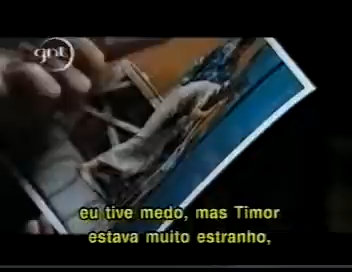 gnt
eu tive medo, mas Timor
estava muito estranho,